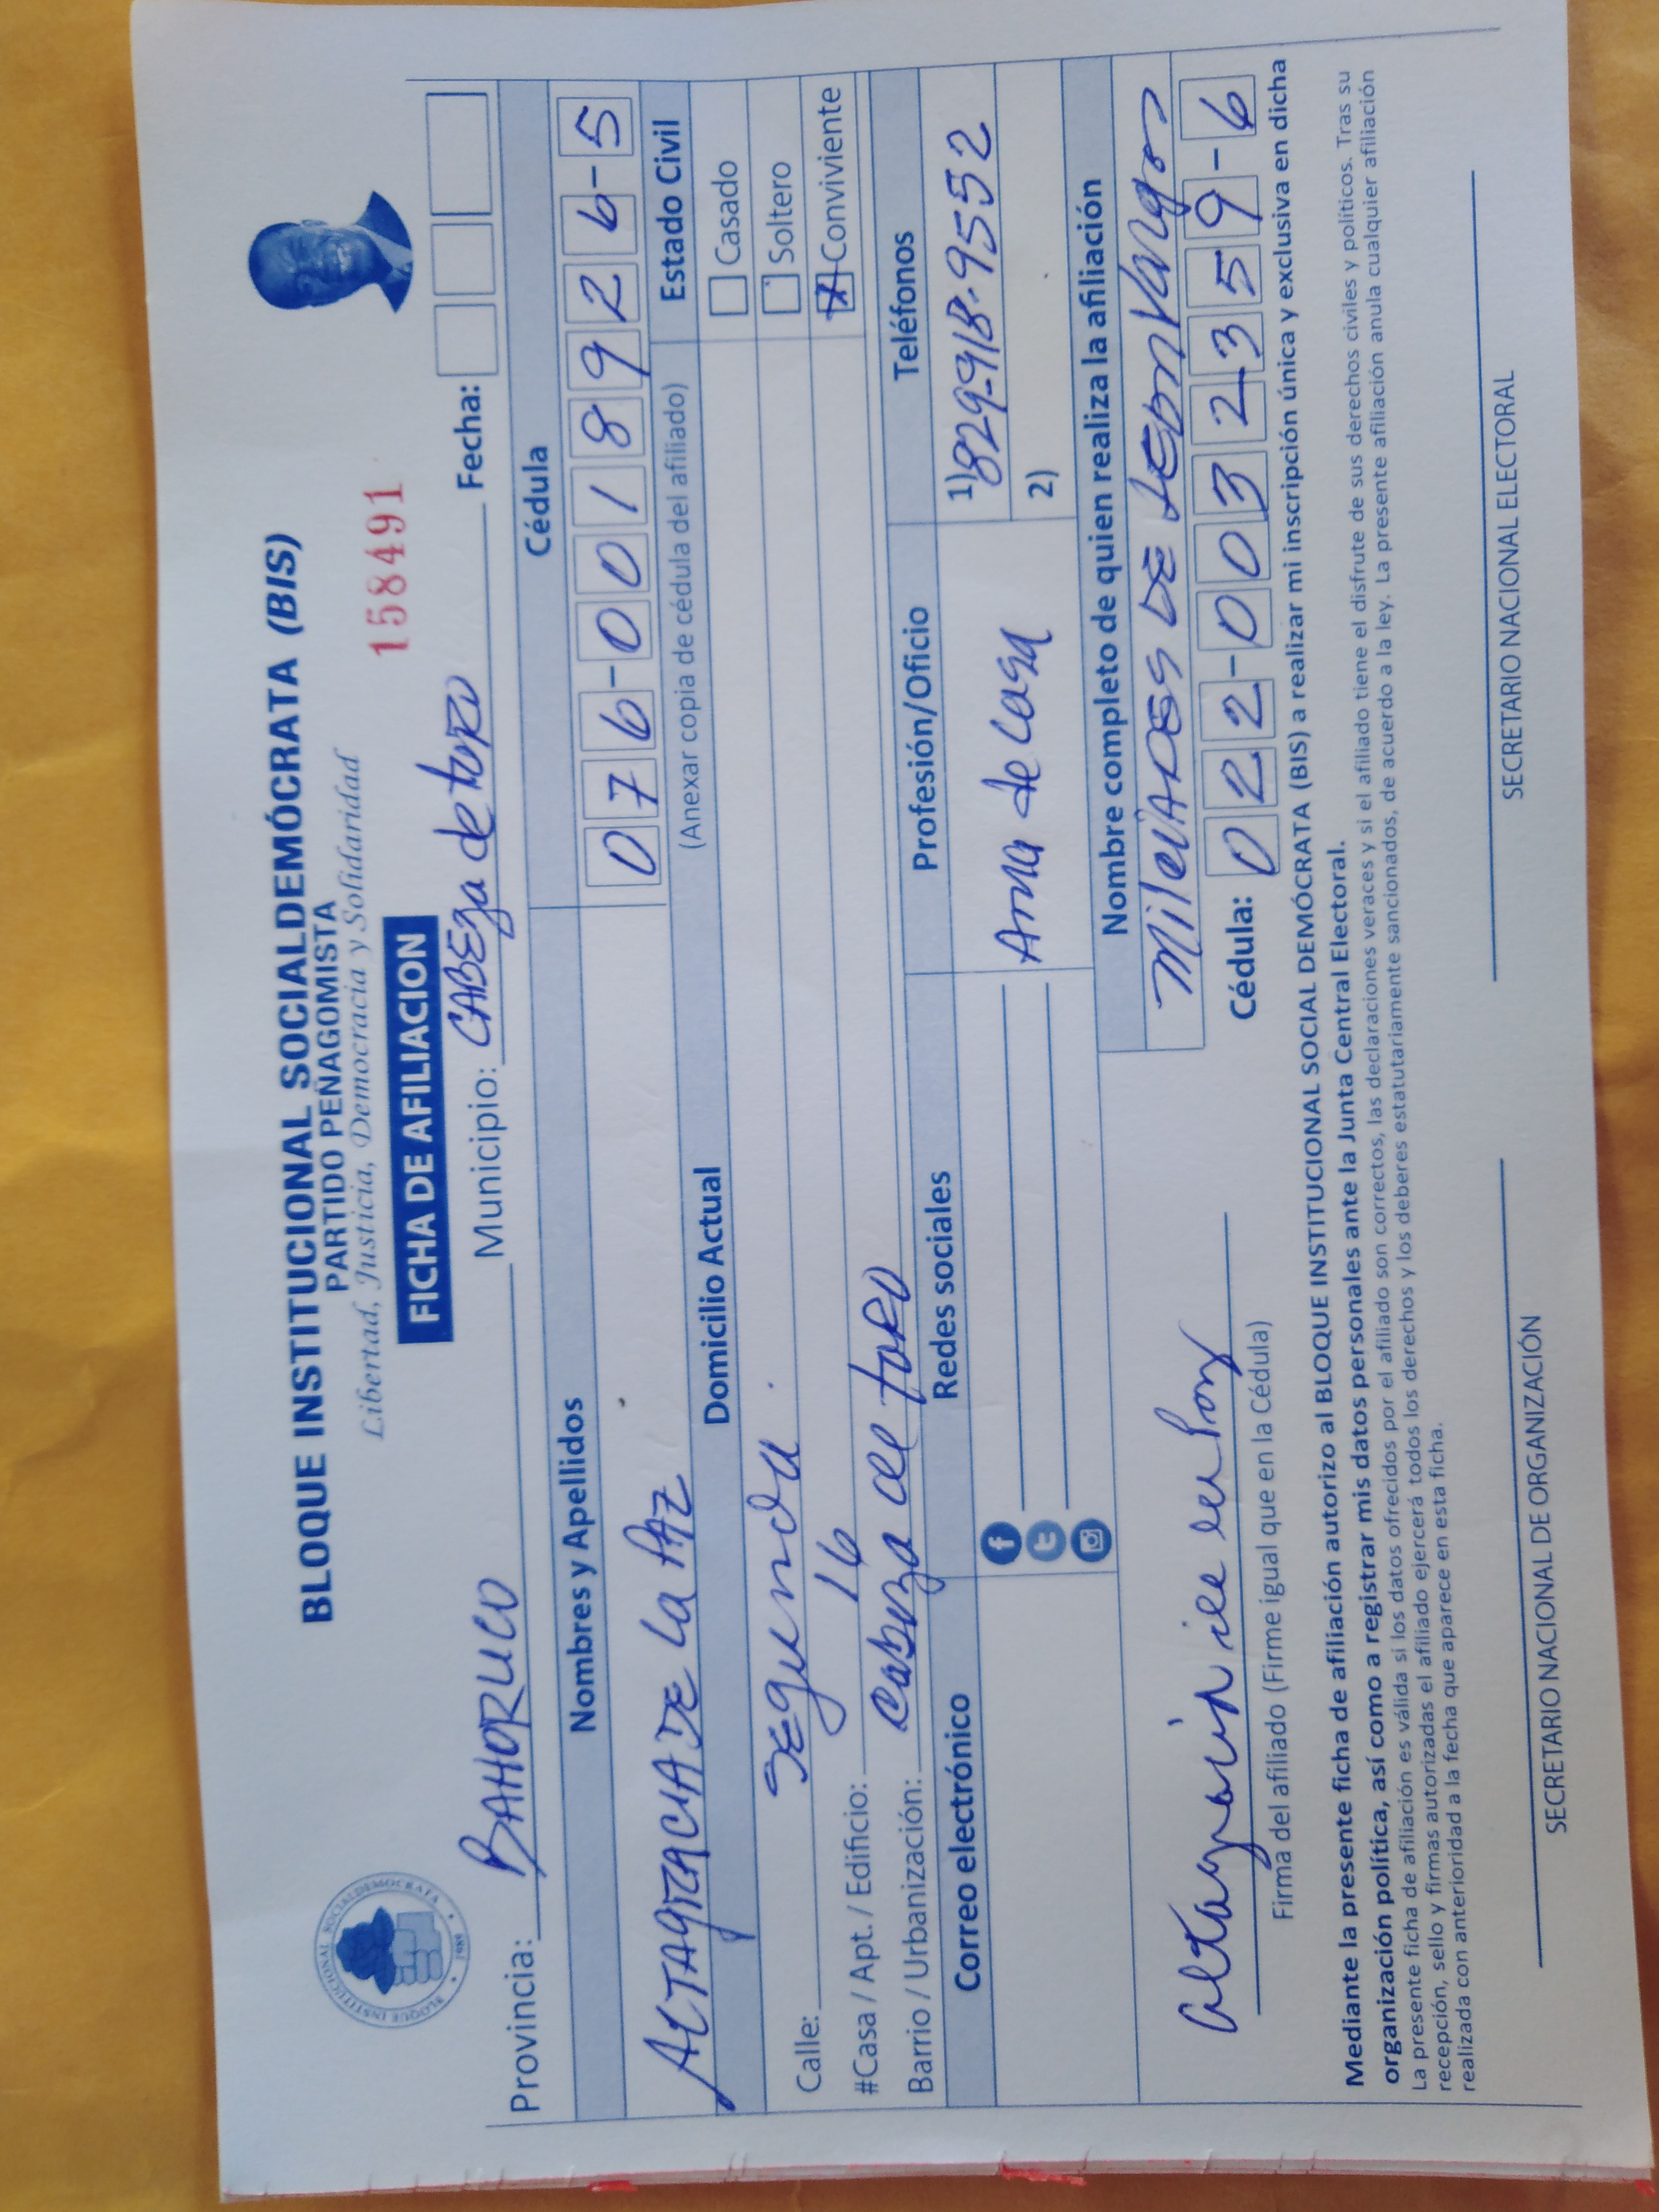 BLOQUE INSTITUCIONAL SOCIALDEMÓCRATA (BIS)
PARTIDO PEÑAGOMISTA
Libertad, Justicia, Democracia y Solidaridad
158491
FICHA DE AFILIACION
Provincia: BAHORUCO Municipio: CABEza de toRO Fecha:
Nombres y Apellidos Cédula
ALTAGRACIA DE La PAZ 076-0018926-5
Domicilio Actual (Anexar copia de cédula del afiliado) Estado Civil
Calle: SEgunda Casado
#Casa / Apt. / Edificio: 16 Soltero
Barrio / Urbanización: Cabeza de toRO Conviviente
Correo electrónico Redes sociales Profesión/Oficio Teléfonos
Ama de Casa 1) 829-918-9552
2)
Nombre completo de quien realiza la afiliación
DE LEON
Cédula: 022-0032359-6
Firma del afiliado (Firme igual que en la Cédula)
Mediante la presente ficha de afiliación autorizo al BLOQUE INSTITUCIONAL SOCIAL DEMÓCRATA (BIS) a realizar mi inscripción única y exclusiva en dicha
organización política, así como a registrar mis datos personales ante la Junta Central Electoral.
La presente ficha de afiliación es válida si los datos ofrecidos por el afiliado son correctos, las declaraciones veraces y si el afiliado tiene el disfrute de sus derechos civiles y políticos. Tras su
recepción, sello y firmas autorizadas el afiliado ejercerá todos los derechos y los deberes estatutariamente sancionados, de acuerdo a la ley. La presente afiliación anula cualquier afiliación
realizada con anterioridad a la fecha que aparece en esta ficha.
SECRETARIO NACIONAL DE ORGANIZACIÓN SECRETARIO NACIONAL ELECTORAL